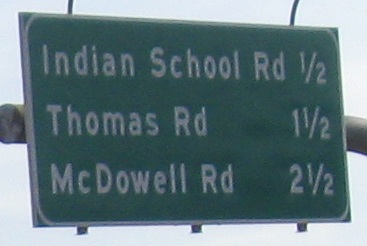 Indian School Rd ½
Thomas Rd 1½
McDowell Rd 2½